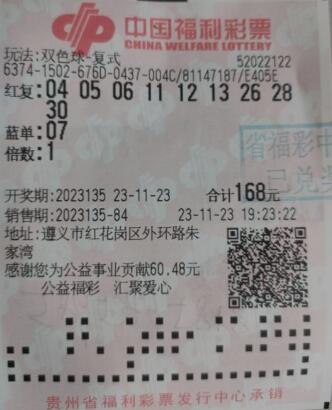 中国福利彩票
CHINA WELFARE LOTTERY
玩法:双色球-复式 52022122
6374-1502-676D-0437-004C/81147187/E405E
红复:04 05 06 11 12 13 26 28
30
蓝单:07
倍数:1
省福彩中
已兑
开奖期:2023135 23-11-23 合计168元
销售期:2023135-84 23-11-23 19:23:22
地址:遵义市红花岗区外环路朱
家湾
感谢您为公益事业贡献60.48元
公益福彩 汇聚爱心
贵州省福利彩票发行中心承销